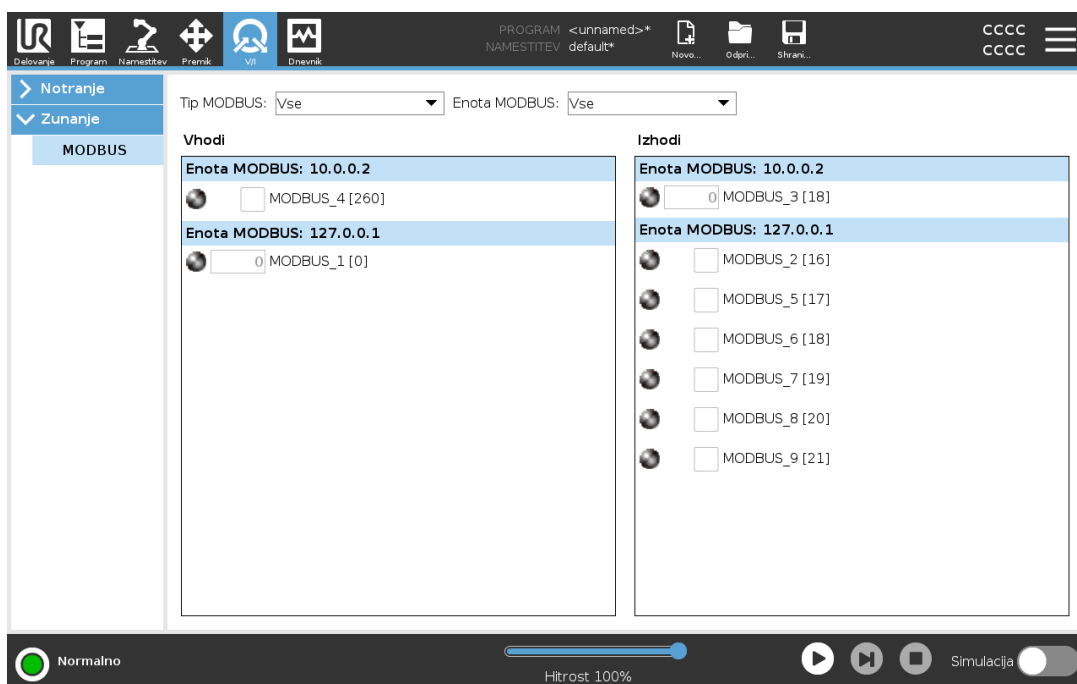 PROGRAM <unnamed>*
NAMESTITEV default*
CCCC
CCCC
Delovanje Program Namestitev Premik V/I Dnevnik Novo... Odpri... Shrani...
Notranje
Zunanje
MODBUS
Tip MODBUS: Vse Enota MODBUS: Vse
Vhodi
Enota MODBUS: 10.0.0.2
MODBUS_4 [260]
Enota MODBUS: 127.0.0.1
0 MODBUS_1 [0]
Izhodi
Enota MODBUS: 10.0.0.2
0 MODBUS_3 [18]
Enota MODBUS: 127.0.0.1
MODBUS_2 [16]
MODBUS_5 [17]
MODBUS_6 [18]
MODBUS_7 [19]
MODBUS_8 [20]
MODBUS_9 [21]
Normalno
Hitrost 100%
Simulacija